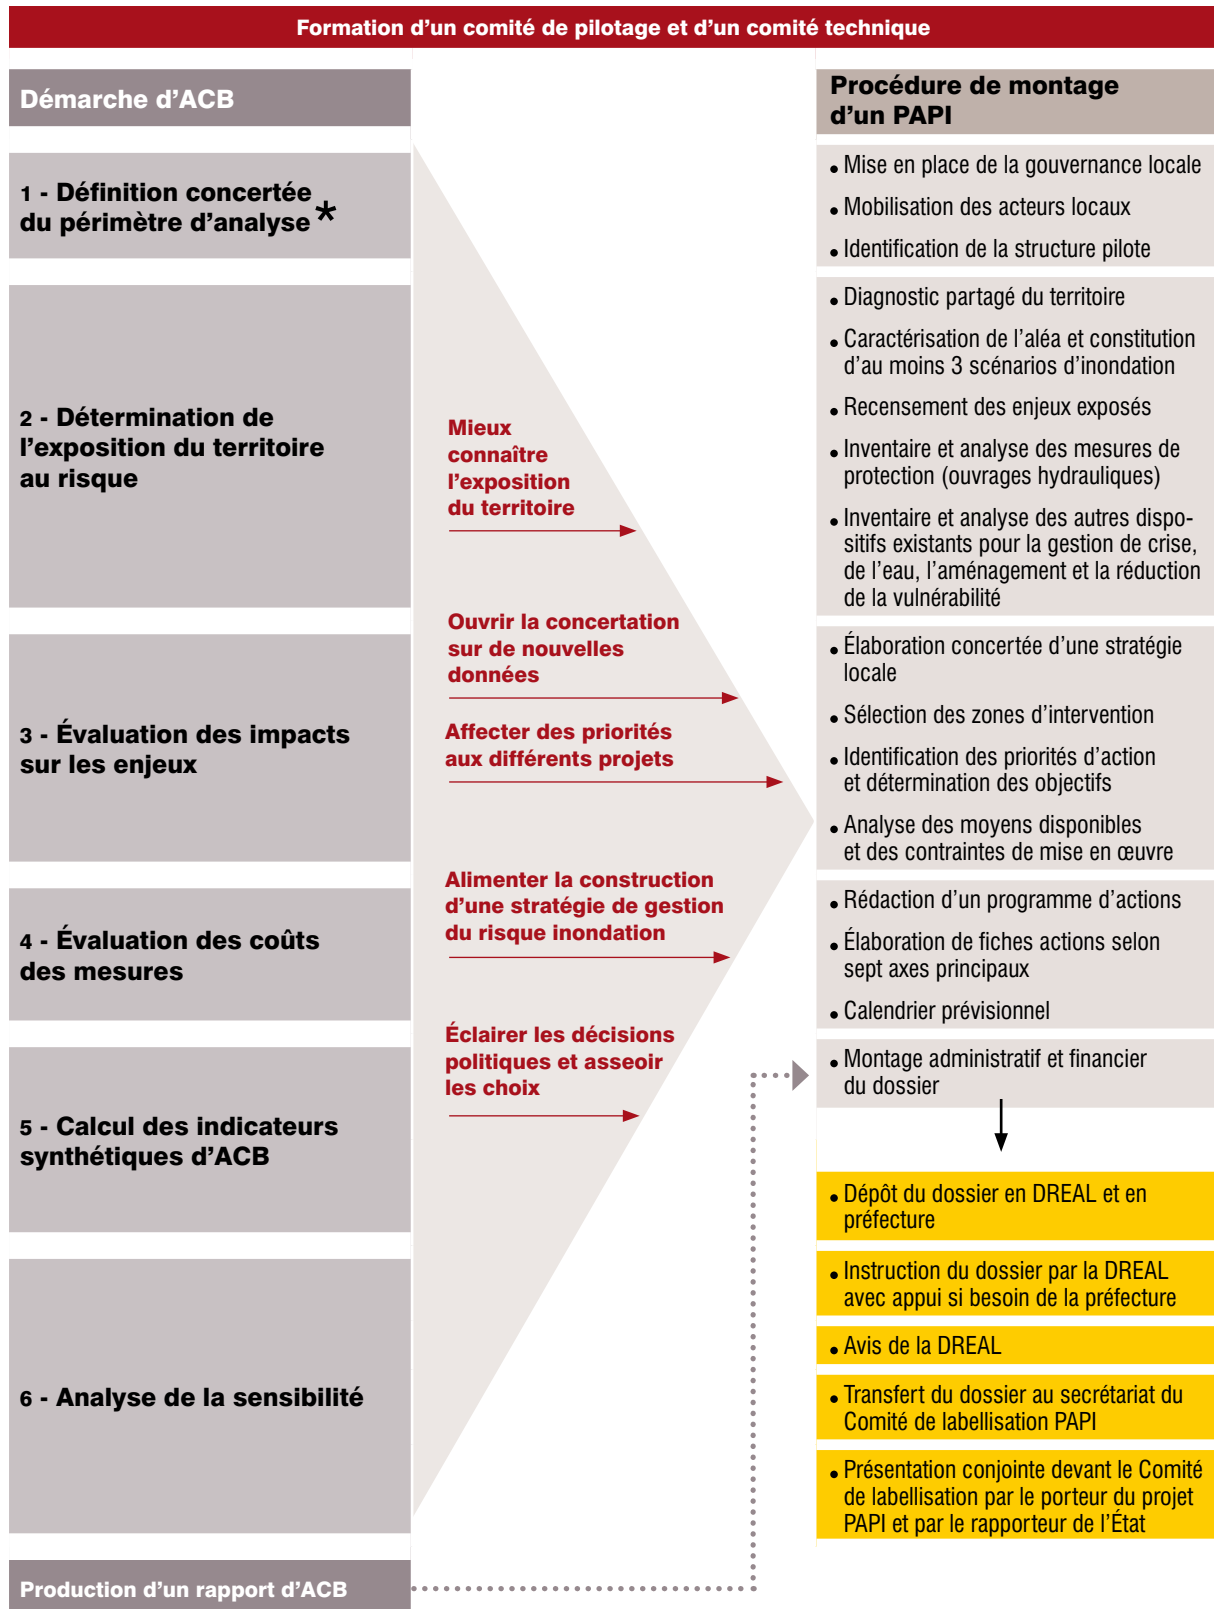 Formation d’un comité de pilotage et d’un comité technique
Démarche d’ACB
1 - Définition concertée
du périmètre d’analyse*
2 - Détermination de
l’exposition du territoire
au risque
3 - Évaluation des impacts
sur les enjeux
4 - Évaluation des coûts
des mesures
5 - Calcul des indicateurs
synthétiques d’ACB
6 - Analyse de la sensibilité
Production d’un rapport d’ACB
Mieux
connaître
l’exposition
du territoire
Ouvrir la concertation
sur de nouvelles
données
Affecter des priorités
aux différents projets
Alimenter la construction
d’une stratégie de gestion
du risque inondation
Éclairer les décisions
politiques et asseoir
les choix
Procédure de montage
d’un PAPI
• Mise en place de la gouvernance locale
• Mobilisation des acteurs locaux
• Identification de la structure pilote
• Diagnostic partagé du territoire
• Caractérisation de l’aléa et constitution
d’au moins 3 scénarios d’inondation
• Recensement des enjeux exposés
• Inventaire et analyse des mesures de
protection (ouvrages hydrauliques)
• Inventaire et analyse des autres dispo-
sitifs existants pour la gestion de crise,
de l’eau, l’aménagement et la réduction
de la vulnérabilité
• Élaboration concertée d’une stratégie
locale
• Sélection des zones d’intervention
• Identification des priorités d’action
et détermination des objectifs
• Analyse des moyens disponibles
et des contraintes de mise en œuvre
• Rédaction d’un programme d’actions
• Élaboration de fiches actions selon
sept axes principaux
• Calendrier prévisionnel
• Montage administratif et financier
du dossier
• Dépôt du dossier en DREAL et en
préfecture
• Instruction du dossier par la DREAL
avec appui si besoin de la préfecture
• Avis de la DREAL
• Transfert du dossier au secrétariat du
Comité de labellisation PAPI
• Présentation conjointe devant le Comité
de labellisation par le porteur du projet
PAPI et par le rapporteur de l’État